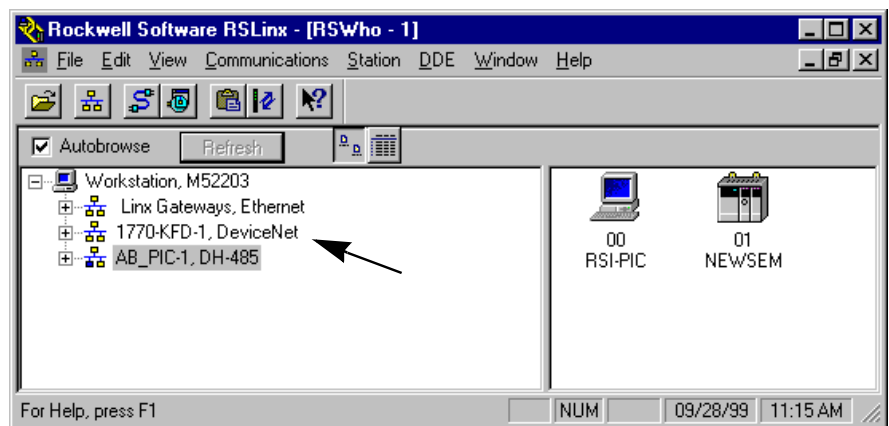 Rockwell Software RSLinx - [RSWho - 1]
File Edit View Communications Station DDE Window Help
Autobrowse Refresh
Workstation, M52203
Linx Gateways, Ethernet
1770-KFD-1, DeviceNet
AB_PIC-1, DH-485
00
RSI-PIC
01
NEWSEM
For Help, press F1 NUM 09/28/99 11:15 AM